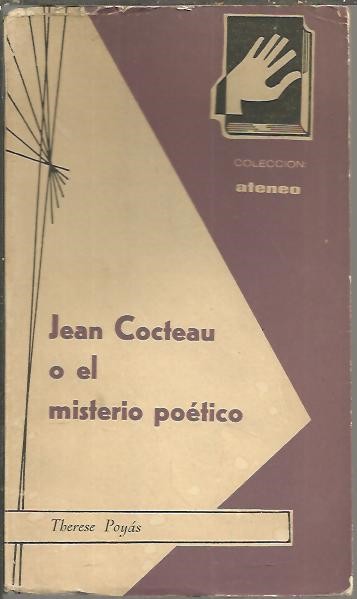 COLECCION:
ateneo
Jean Cocteau
o el
misterio poético
Therese Poyás